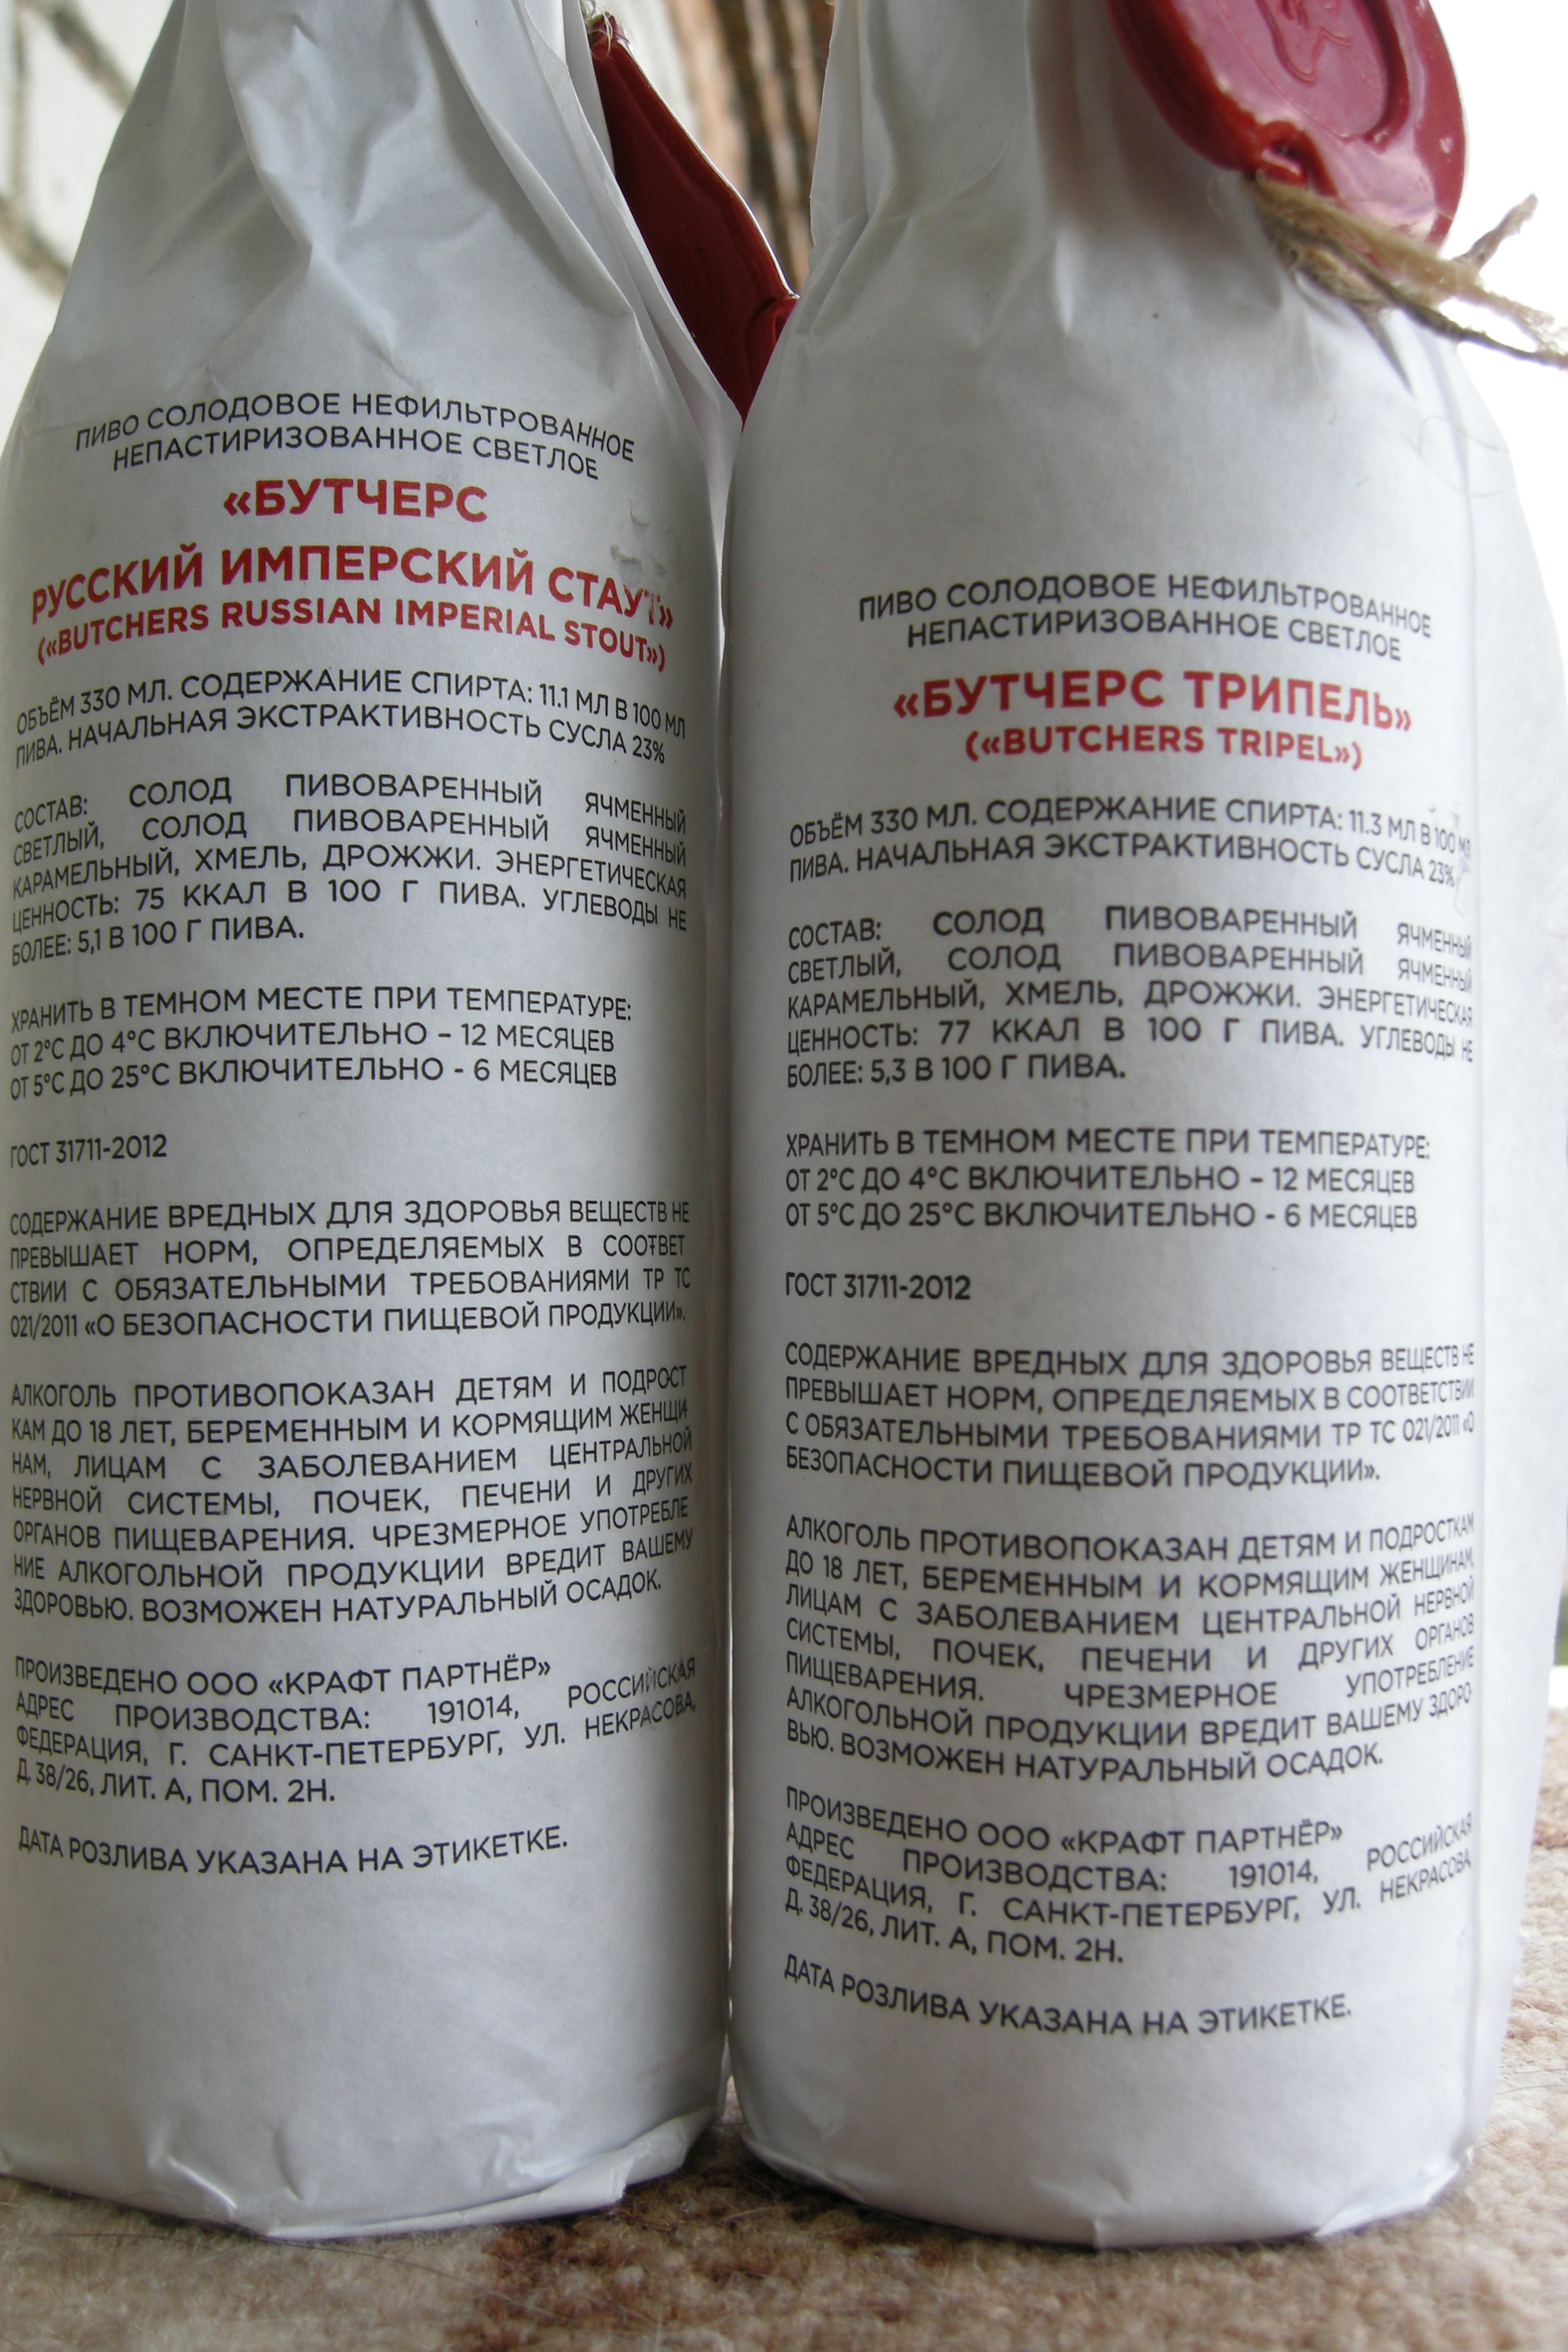 ПИВО СОЛОДОВОЕ НЕФИЛЬТРОВАННОЕ
НЕПАСТИРИЗОВАННОЕ СВЕТЛОЕ
«БУТЧЕРС
РУССКИЙ ИМПЕРСКИЙ СТАУТ»
(«BUTCHERS RUSSIAN IMPERIAL STOUT»)
ОБЪЁМ 330 МЛ. СОДЕРЖАНИЕ СПИРТА: 11.1 МЛ В 100 МЛ
ПИВА. НАЧАЛЬНАЯ ЭКСТРАКТИВНОСТЬ СУСЛА 23%
СОСТАВ: СОЛОД ПИВОВАРЕННЫЙ ЯЧМЕННЫЙ
СВЕТЛЫЙ, СОЛОД ПИВОВАРЕННЫЙ ЯЧМЕННЫЙ
КАРАМЕЛЬНЫЙ, ХМЕЛЬ, ДРОЖЖИ. ЭНЕРГЕТИЧЕСКАЯ
ЦЕННОСТЬ: 75 ККАЛ В 100 Г ПИВА. УГЛЕВОДЫ НЕ
БОЛЕЕ: 5,1 В 100 Г ПИВА.
ХРАНИТЬ В ТЕМНОМ МЕСТЕ ПРИ ТЕМПЕРАТУРЕ:
ОТ 2°С ДО 4°С ВКЛЮЧИТЕЛЬНО – 12 МЕСЯЦЕВ
ОТ 5°С ДО 25°С ВКЛЮЧИТЕЛЬНО - 6 МЕСЯЦЕВ
ГОСТ 31711-2012
СОДЕРЖАНИЕ ВРЕДНЫХ ДЛЯ ЗДОРОВЬЯ ВЕЩЕСТВ НЕ
ПРЕВЫШАЕТ НОРМ, ОПРЕДЕЛЯЕМЫХ В СООТВЕТ
СТВИИ С ОБЯЗАТЕЛЬНЫМИ ТРЕБОВАНИЯМИ ТР ТС
021/2011 «О БЕЗОПАСНОСТИ ПИЩЕВОЙ ПРОДУКЦИИ».
АЛКОГОЛЬ ПРОТИВОПОКАЗАН ДЕТЯМ И ПОДРОСТ
КАМ ДО 18 ЛЕТ, БЕРЕМЕННЫМ И КОРМЯЩИМ ЖЕНЩИ
НАМ, ЛИЦАМ С ЗАБОЛЕВАНИЕМ ЦЕНТРАЛЬНОЙ
НЕРВНОЙ СИСТЕМЫ, ПОЧЕК, ПЕЧЕНИ И ДРУГИХ
ОРГАНОВ ПИЩЕВАРЕНИЯ. ЧРЕЗМЕРНОЕ УПОТРЕБЛЕ
НИЕ АЛКОГОЛЬНОЙ ПРОДУКЦИИ ВРЕДИТ ВАШЕМУ
ЗДОРОВЬЮ. ВОЗМОЖЕН НАТУРАЛЬНЫЙ ОСАДОК.
ПРОИЗВЕДЕНО ООО «КРАФТ ПАРТНЁР»
АДРЕС ПРОИЗВОДСТВА: 191014, РОССИЙСКАЯ
ФЕДЕРАЦИЯ, Г. САНКТ-ПЕТЕРБУРГ, УЛ. НЕКРАСОВА,
Д. 38/26, ЛИТ. А, ПОМ. 2Н.
ДАТА РОЗЛИВА УКАЗАНА НА ЭТИКЕТКЕ.
ПИВО СОЛОДОВОЕ НЕФИЛЬТРОВАННОЕ
НЕПАСТИРИЗОВАННОЕ СВЕТЛОЕ
«БУТЧЕРС ТРИПЕЛЬ»
(«BUTCHERS TRIPEL»)
ОБЪЁМ 330 МЛ. СОДЕРЖАНИЕ СПИРТА: 11.3 МЛ В 100 МЛ
ПИВА. НАЧАЛЬНАЯ ЭКСТРАКТИВНОСТЬ СУСЛА 23%
СОСТАВ: СОЛОД ПИВОВАРЕННЫЙ ЯЧМЕННЫЙ
СВЕТЛЫЙ, СОЛОД ПИВОВАРЕННЫЙ ЯЧМЕННЫЙ
КАРАМЕЛЬНЫЙ, ХМЕЛЬ, ДРОЖЖИ. ЭНЕРГЕТИЧЕСКАЯ
ЦЕННОСТЬ: 77 ККАЛ В 100 Г ПИВА. УГЛЕВОДЫ НЕ
БОЛЕЕ: 5,3 В 100 Г ПИВА.
ХРАНИТЬ В ТЕМНОМ МЕСТЕ ПРИ ТЕМПЕРАТУРЕ:
ОТ 2°С ДО 4°С ВКЛЮЧИТЕЛЬНО – 12 МЕСЯЦЕВ
ОТ 5°С ДО 25°С ВКЛЮЧИТЕЛЬНО - 6 МЕСЯЦЕВ
ГОСТ 31711-2012
СОДЕРЖАНИЕ ВРЕДНЫХ ДЛЯ ЗДОРОВЬЯ ВЕЩЕСТВ НЕ
ПРЕВЫШАЕТ НОРМ, ОПРЕДЕЛЯЕМЫХ В СООТВЕТСТВИИ
С ОБЯЗАТЕЛЬНЫМИ ТРЕБОВАНИЯМИ ТР ТС 021/2011 «О
БЕЗОПАСНОСТИ ПИЩЕВОЙ ПРОДУКЦИИ».
АЛКОГОЛЬ ПРОТИВОПОКАЗАН ДЕТЯМ И ПОДРОСТКАМ
ДО 18 ЛЕТ, БЕРЕМЕННЫМ И КОРМЯЩИМ ЖЕНЩИНАМ,
ЛИЦАМ С ЗАБОЛЕВАНИЕМ ЦЕНТРАЛЬНОЙ НЕРВНОЙ
СИСТЕМЫ, ПОЧЕК, ПЕЧЕНИ И ДРУГИХ ОРГАНОВ
ПИЩЕВАРЕНИЯ. ЧРЕЗМЕРНОЕ УПОТРЕБЛЕНИЕ
АЛКОГОЛЬНОЙ ПРОДУКЦИИ ВРЕДИТ ВАШЕМУ ЗДОРО-
ВЬЮ. ВОЗМОЖЕН НАТУРАЛЬНЫЙ ОСАДОК.
ПРОИЗВЕДЕНО ООО «КРАФТ ПАРТНЁР»
АДРЕС ПРОИЗВОДСТВА: 191014, РОССИЙСКАЯ
ФЕДЕРАЦИЯ, Г. САНКТ-ПЕТЕРБУРГ, УЛ. НЕКРАСОВА,
Д. 38/26, ЛИТ. А, ПОМ. 2Н.
ДАТА РОЗЛИВА УКАЗАНА НА ЭТИКЕТКЕ.